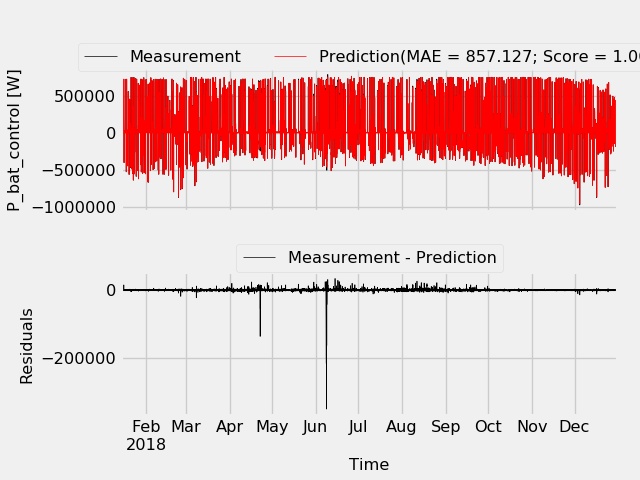 Measurement
Prediction(MAE = 857.127; Score = 1.0
P_bat_control [W]
500000
0
−500000
−1000000
Measurement - Prediction
Residuals
0
−200000
Feb Mar Apr May Jun Jul Aug Sep Oct Nov Dec
2018
Time